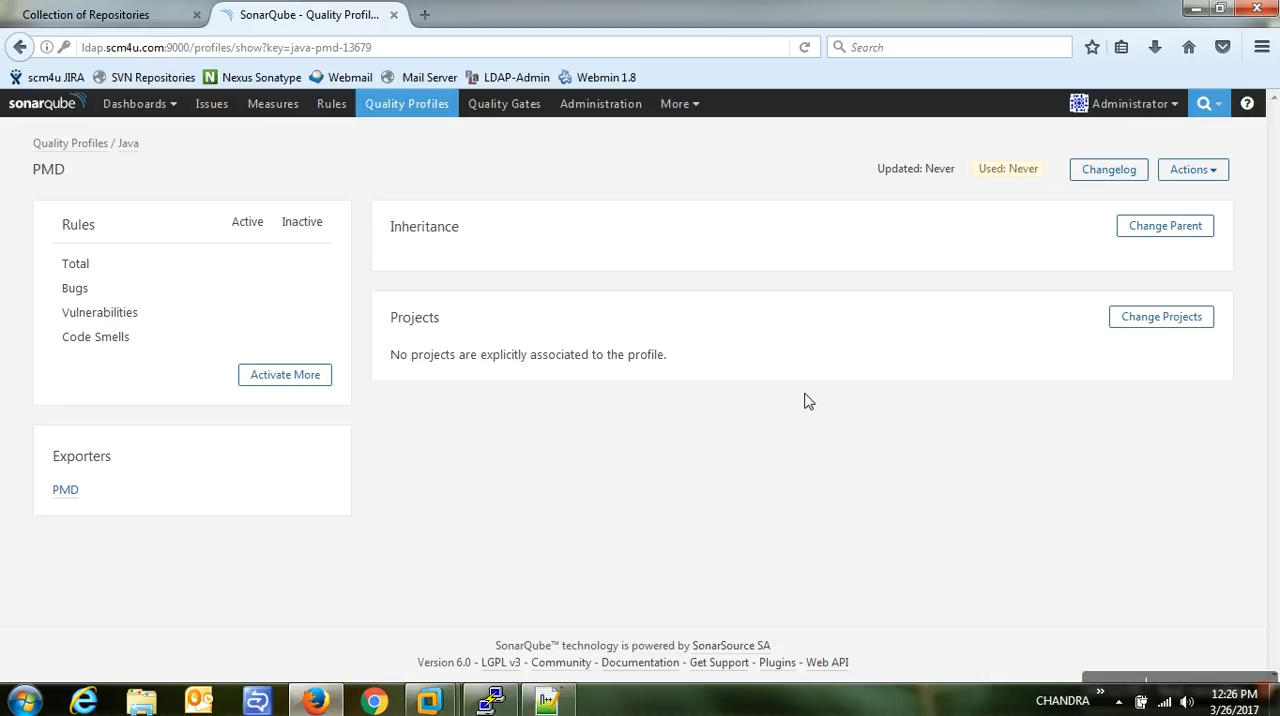 Collection of Repositories
SonarQube - Quality Profil...
ldap.scm4u.com:9000/profiles/show?key=java-pmd-13679
Search
scm4u JIRA SVN Repositories Nexus Sonatype Webmail Mail Server LDAP-Admin Webmin 1.8
sonarqube Dashboards Issues Measures Rules Quality Profiles Quality Gates Administration More Administrator
Quality Profiles / Java
PMD
Updated: Never Used: Never Changelog Actions
Rules Active Inactive
Total
Bugs
Vulnerabilities
Code Smells
Activate More
Inheritance Change Parent
Projects Change Projects
No projects are explicitly associated to the profile.
Exporters
PMD
SonarQube™ technology is powered by SonarSource SA
Version 6.0 - LGPL v3 - Community - Documentation - Get Support - Plugins - Web API
CHANDRA
12:26 PM
3/26/2017